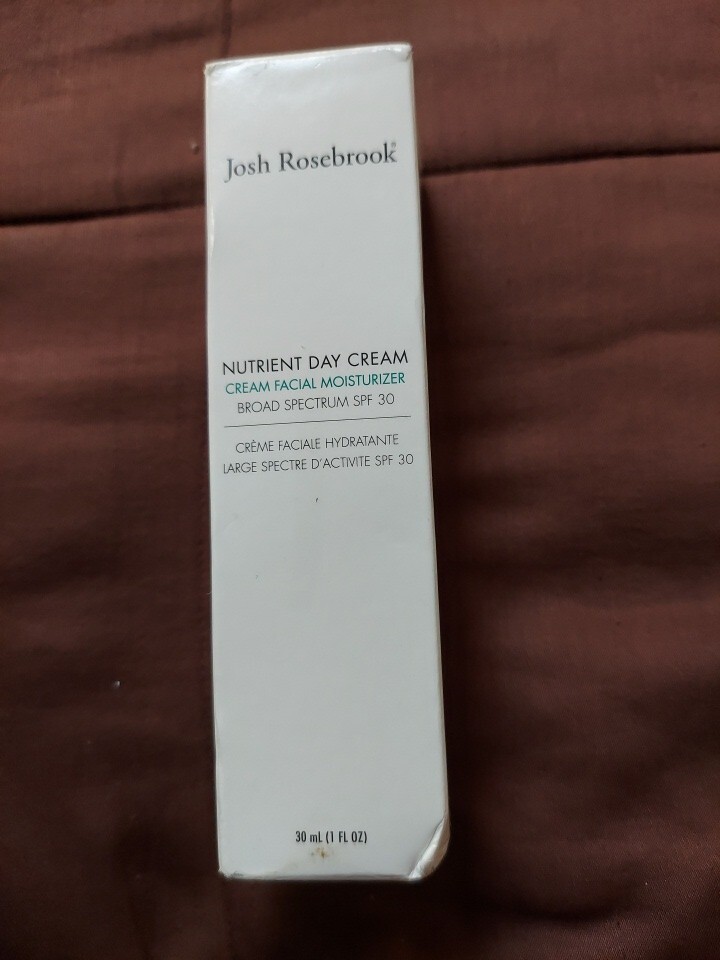 Josh Rosebrook®
NUTRIENT DAY CREAM
CREAM FACIAL MOISTURIZER
BROAD SPECTRUM SPF 30
CRÈME FACIALE HYDRATANTE
LARGE SPECTRE D'ACTIVITE SPF 30
30 mL (1 FL OZ)